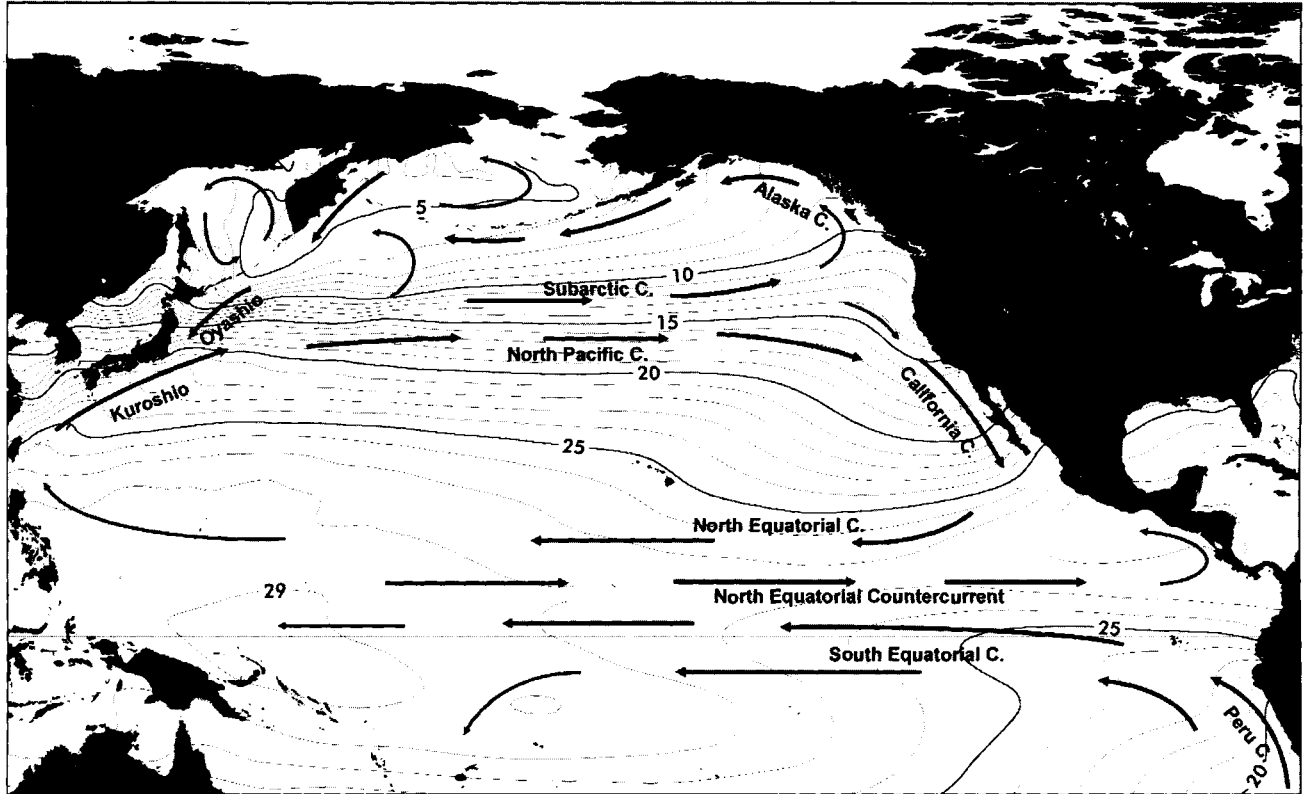 Alaska C.
5
10
Subarctic C.
Oyashio
15
North Pacific C.
20
Kuroshio
California C.
25
North Equatorial C.
29
North Equatorial Countercurrent
25
South Equatorial C.
Peru C.
20